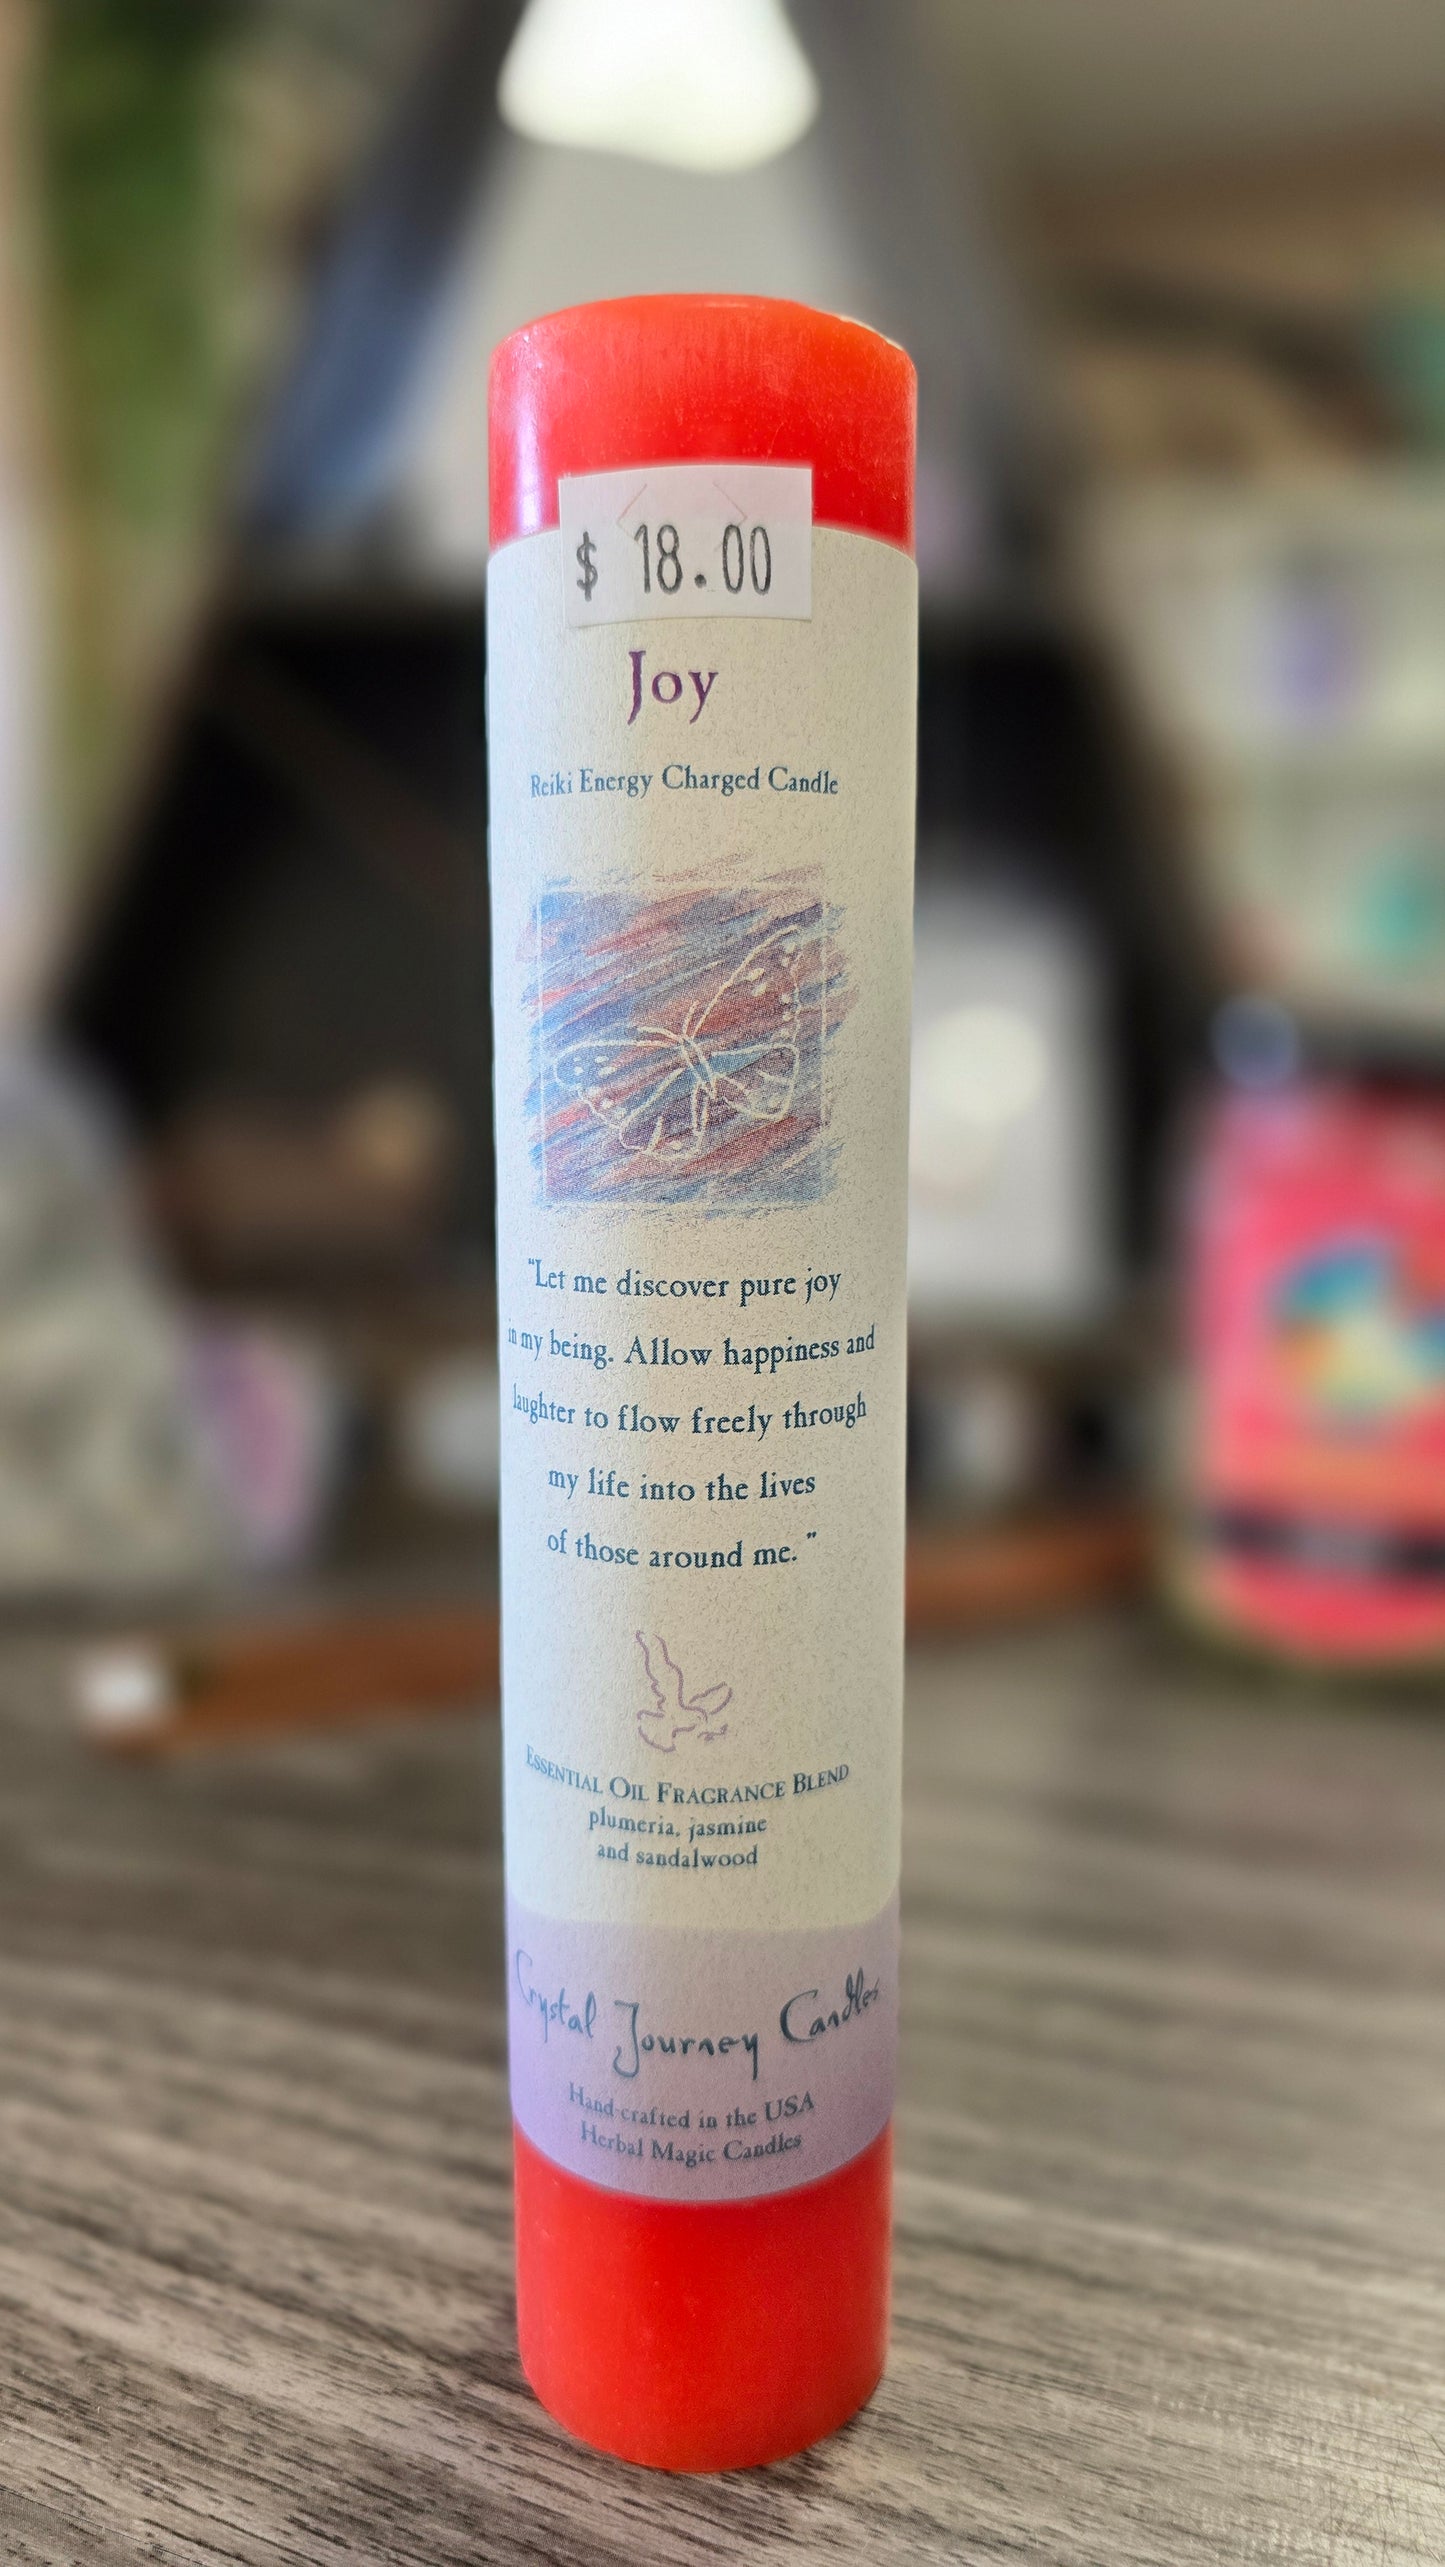 $ 18.00
Joy
Reiki Energy Charged Candle
"Let me discover pure joy
in my being. Allow happiness and
laughter to flow freely through
my life into the lives
of those around me."
ESSENTIAL OIL FRAGRANCE BLEND
plumeria, jasmine
and sandalwood
Crystal Journey Candles
Hand-crafted in the USA
Herbal Magic Candles